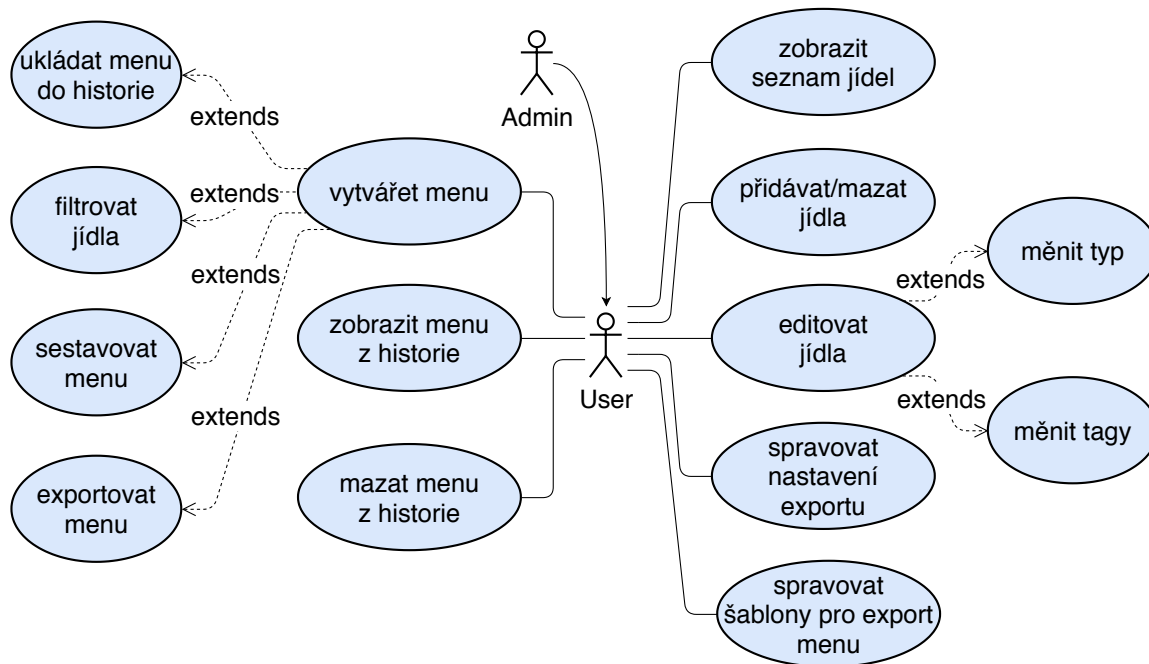 ukládat menu
do historie
extends
filtrovat
jídla
extends
sestavovat
menu
extends
exportovat
menu
extends
vytvářet menu
zobrazit menu
z historie
mazat menu
z historie
Admin
User
zobrazit
seznam jídel
přidávat/mazat
jídla
editovat
jídla
spravovat
nastavení
exportu
spravovat
šablony pro export
menu
extends
měnit typ
extends
měnit tagy